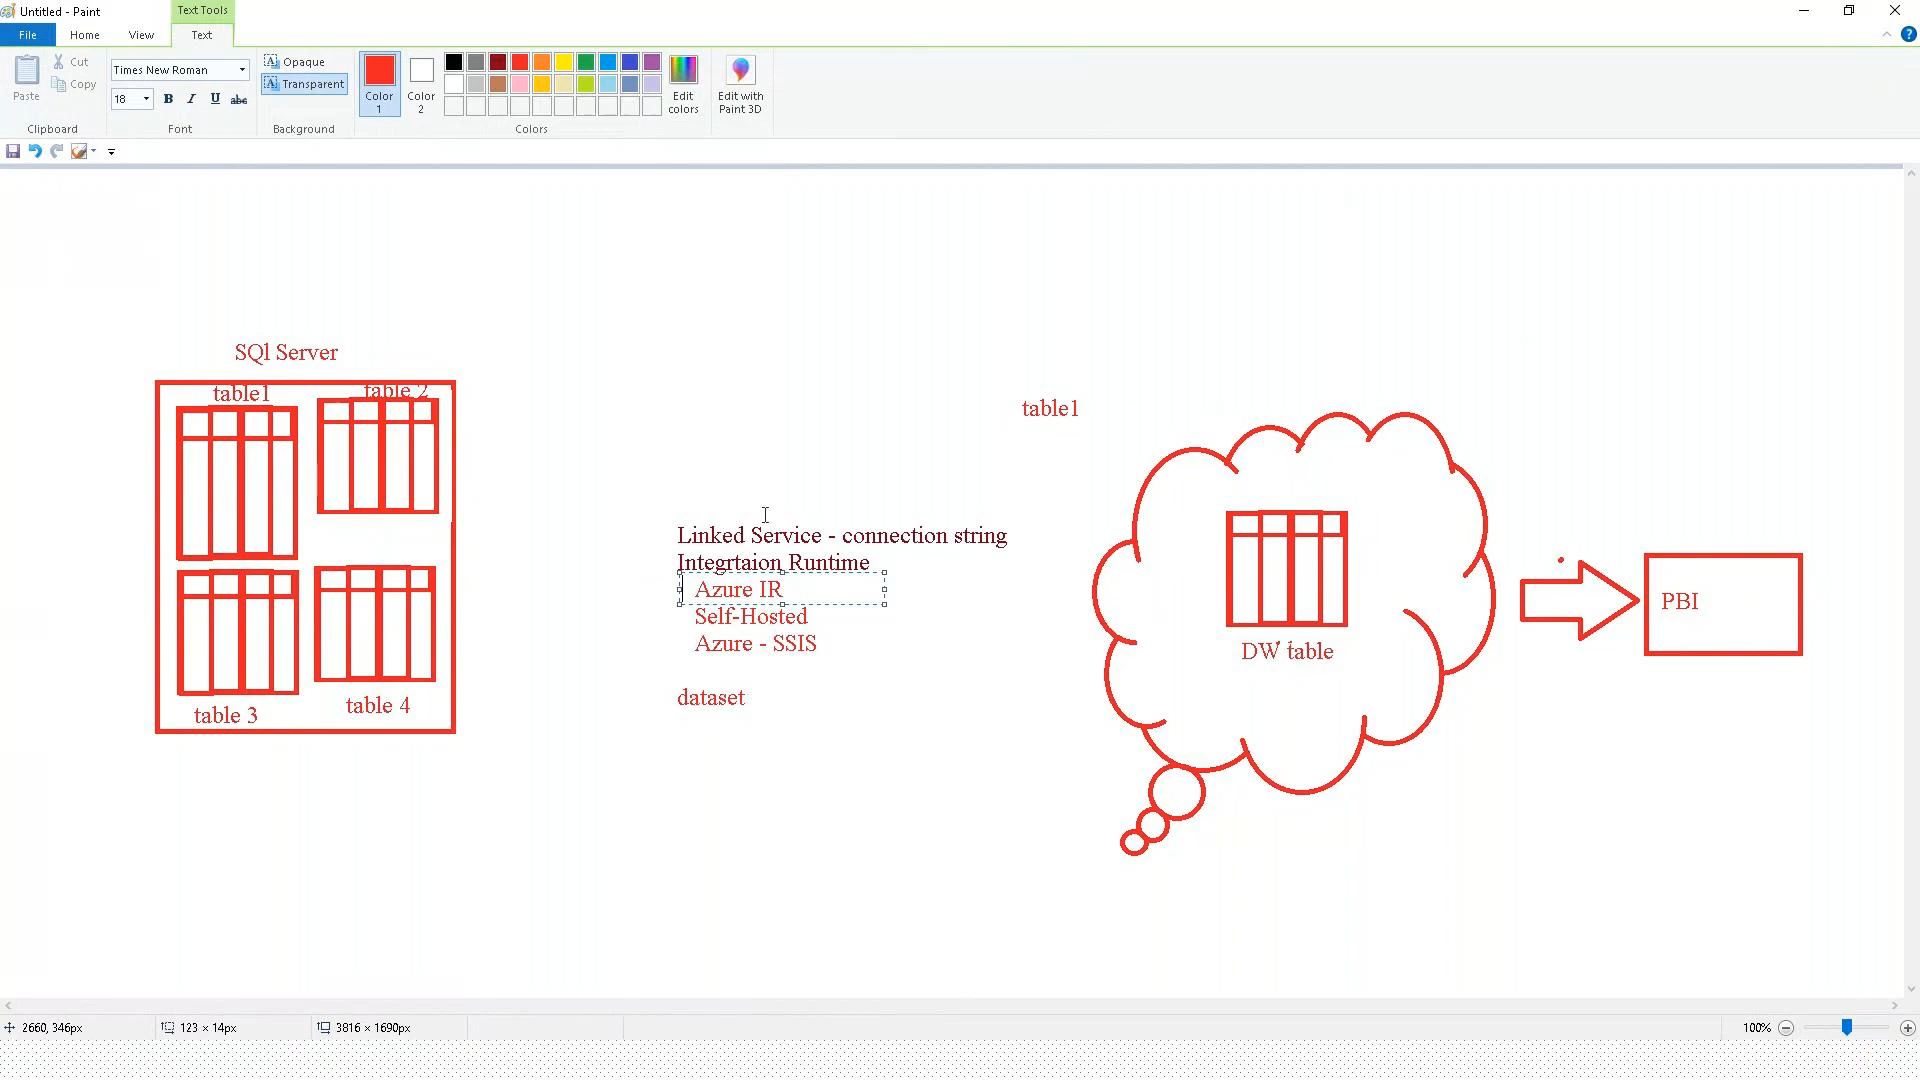 Untitled - Paint
Text Tools
File
Home
View
Text
Paste
Cut
Copy
Clipboard
Times New Roman
18
B
I
U
abc
Font
A Opaque
A Transparent
Background
Color
1
Color
2
Edit
colors
Edit with
Paint 3D
Colors
SQl Server
table1
table 2
table 3
table 4
table1
Linked Service - connection string
Integrtaion Runtime
Azure IR
Self-Hosted
Azure - SSIS
dataset
DW table
PBI
2660, 346px
123 × 14px
3816 × 1690px
100%